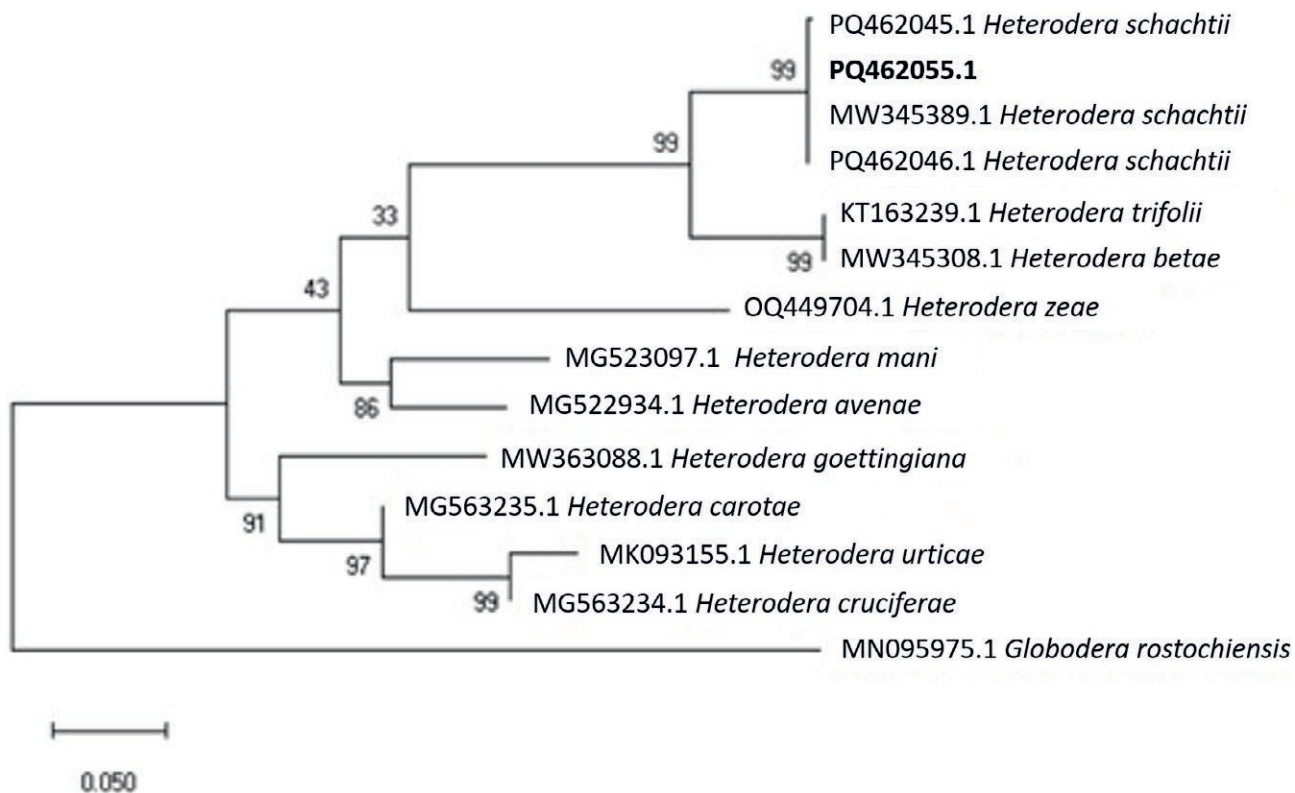 PQ462045.1 Heterodera schachtii
99
PQ462055.1
MW345389.1 Heterodera schachtii
99
PQ462046.1 Heterodera schachtii
KT163239.1 Heterodera trifolii
33
99
MW345308.1 Heterodera betae
43
OQ449704.1 Heterodera zeae
MG523097.1 Heterodera mani
86
MG522934.1 Heterodera avenae
MW363088.1 Heterodera goettingiana
91
MG563235.1 Heterodera carotae
97
MK093155.1 Heterodera urticae
99
MG563234.1 Heterodera cruciferae
MN095975.1 Globodera rostochiensis
0.050